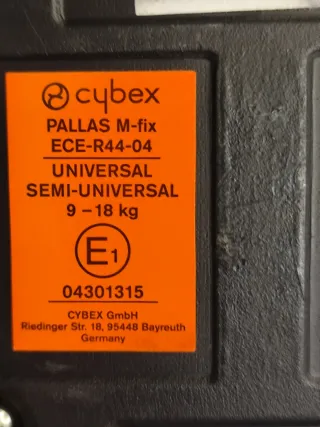 cybex
PALLAS M-fix
ECE-R44-04
UNIVERSAL
SEMI-UNIVERSAL
9 – 18 kg
E1
04301315
CYBEX GmbH
Riedinger Str. 18, 95448 Bayreuth
Germany